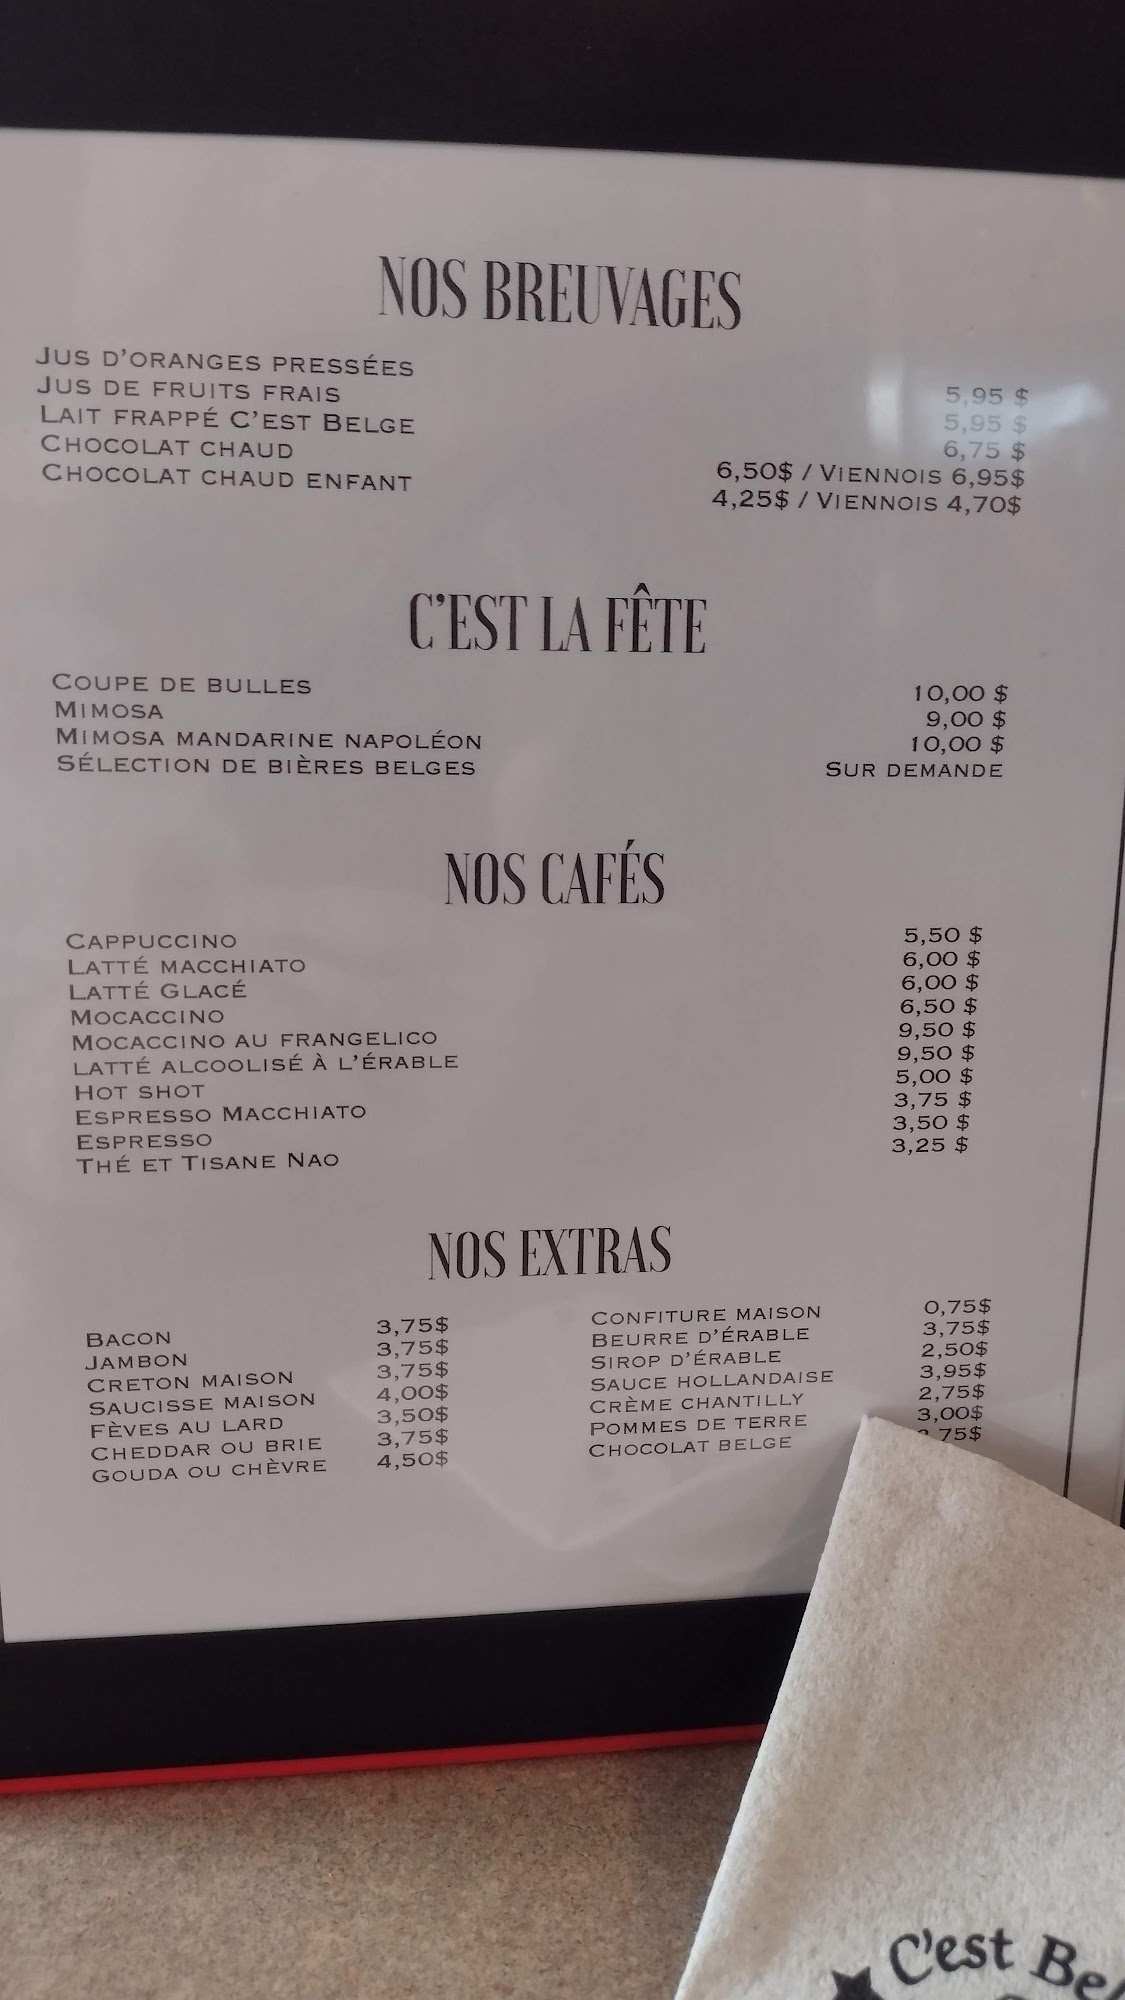 NOS BREUVAGES
JUS D'ORANGES PRESSÉES 5,95 $
JUS DE FRUITS FRAIS 5,95 $
LAIT FRAPPÉ C'EST BELGE 6,75 $
CHOCOLAT CHAUD 6,50$ / VIENNOIS 6,95$
CHOCOLAT CHAUD ENFANT 4,25$ / VIENNOIS 4,70$
C'EST LA FÊTE
COUPE DE BULLES 10,00 $
MIMOSA 9,00 $
MIMOSA MANDARINE NAPOLÉON 10,00 $
SÉLECTION DE BIÈRES BELGES SUR DEMANDE
NOS CAFÉS
CAPPUCCINO 5,50 $
LATTÉ MACCHIATO 6,00 $
LATTÉ GLACÉ 6,00 $
MOCACCINO 6,50 $
MOCACCINO AU FRANGELICO 9,50 $
LATTÉ ALCOOLISÉ À L'ÉRABLE 9,50 $
HOT SHOT 5,00 $
ESPRESSO MACCHIATO 3,75 $
ESPRESSO 3,50 $
THÉ ET TISANE NAO 3,25 $
NOS EXTRAS
BACON 3,75$
JAMBON 3,75$
CRETON MAISON 3,75$
SAUCISSE MAISON 4,00$
FÈVES AU LARD 3,50$
CHEDDAR OU BRIE 3,75$
GOUDA OU CHÈVRE 4,50$
CONFITURE MAISON 0,75$
BEURRE D'ÉRABLE 3,75$
SIROP D'ÉRABLE 2,50$
SAUCE HOLLANDAISE 3,95$
CRÈME CHANTILLY 2,75$
POMMES DE TERRE 3,00$
CHOCOLAT BELGE
C'est